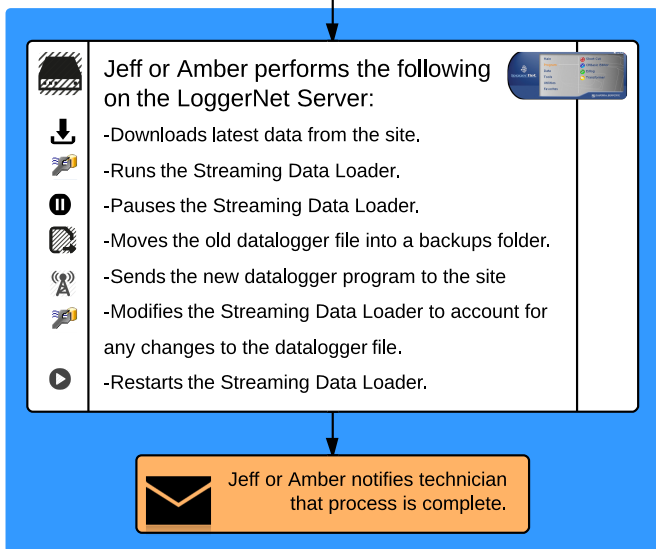 Jeff or Amber performs the following
on the LoggerNet Server:
-Downloads latest data from the site.
-Runs the Streaming Data Loader.
-Pauses the Streaming Data Loader.
-Moves the old datalogger file into a backups folder.
-Sends the new datalogger program to the site
-Modifies the Streaming Data Loader to account for
any changes to the datalogger file.
-Restarts the Streaming Data Loader.
Jeff or Amber notifies technician
that process is complete.